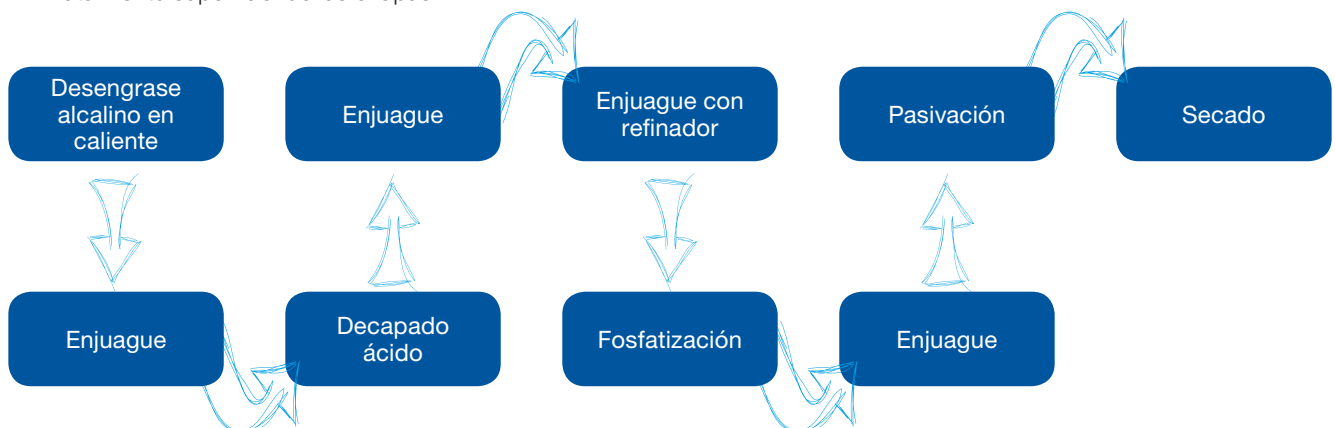 Desengrase
alcalino en
caliente
Enjuague
Decapado
ácido
Enjuague
Enjuague con
refinador
Fosfatización
Enjuague
Pasivación
Secado